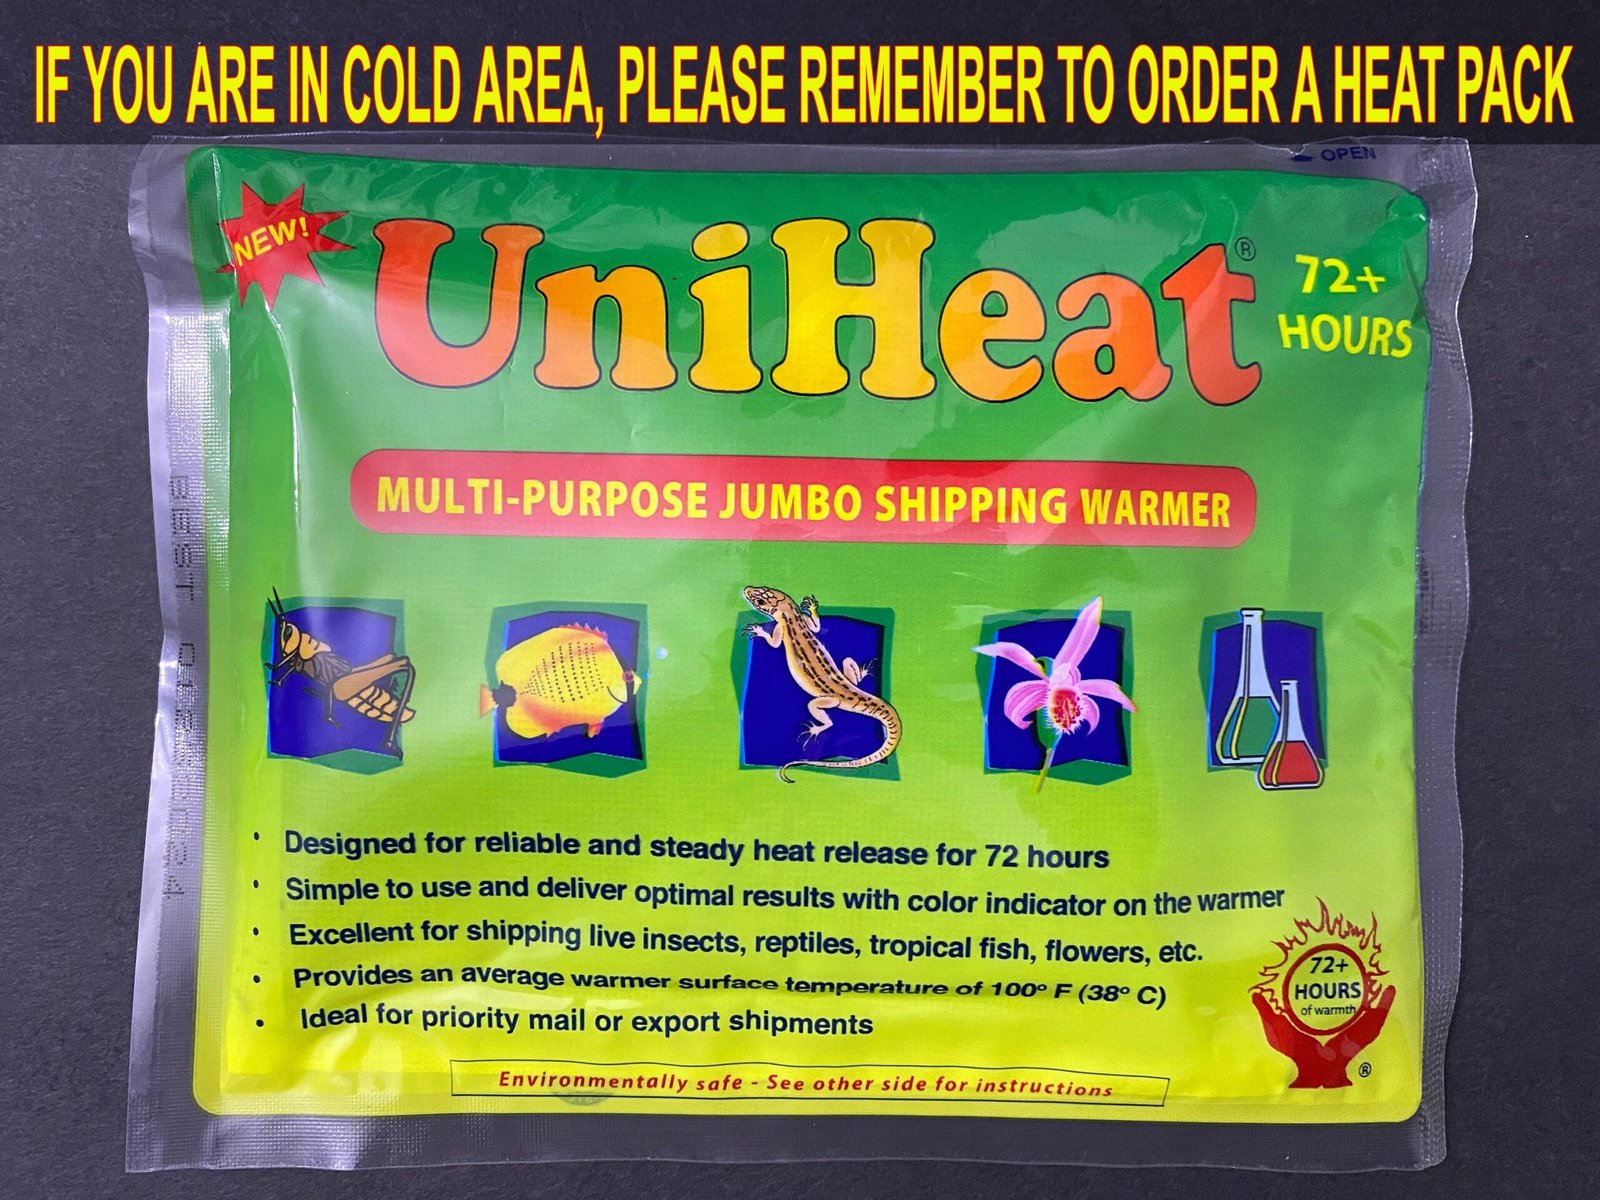 IF YOU ARE IN COLD AREA, PLEASE REMEMBER TO ORDER A HEAT PACK
OPEN
NEW!
UniHeat®
72+
HOURS
MULTI-PURPOSE JUMBO SHIPPING WARMER
• Designed for reliable and steady heat release for 72 hours
• Simple to use and deliver optimal results with color indicator on the warmer
• Excellent for shipping live insects, reptiles, tropical fish, flowers, etc.
• Provides an average warmer surface temperature of 100° F (38° C)
• Ideal for priority mail or export shipments
72+
HOURS
of warmth
®
Environmentally safe - See other side for instructions
BEST